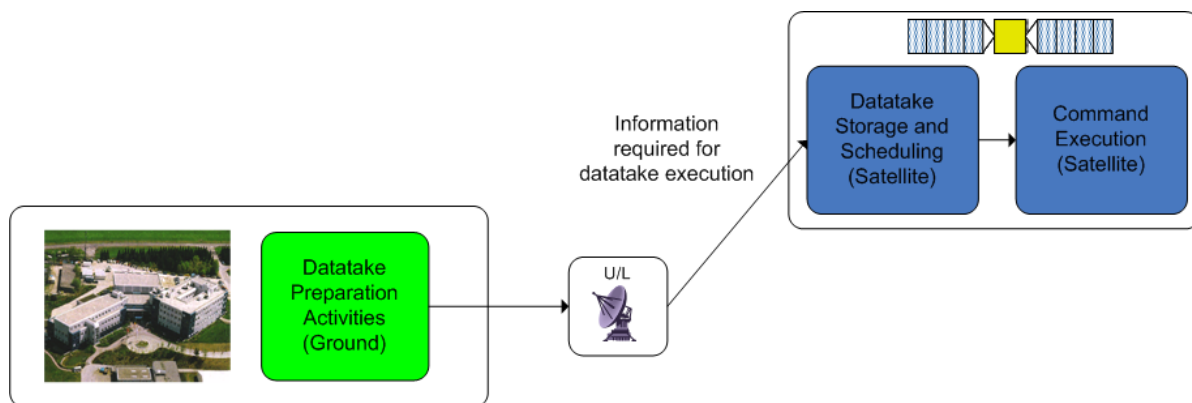 Datatake
Preparation
Activities
(Ground)
U/L
Information
required for
datatake execution
Datatake
Storage and
Scheduling
(Satellite)
Command
Execution
(Satellite)